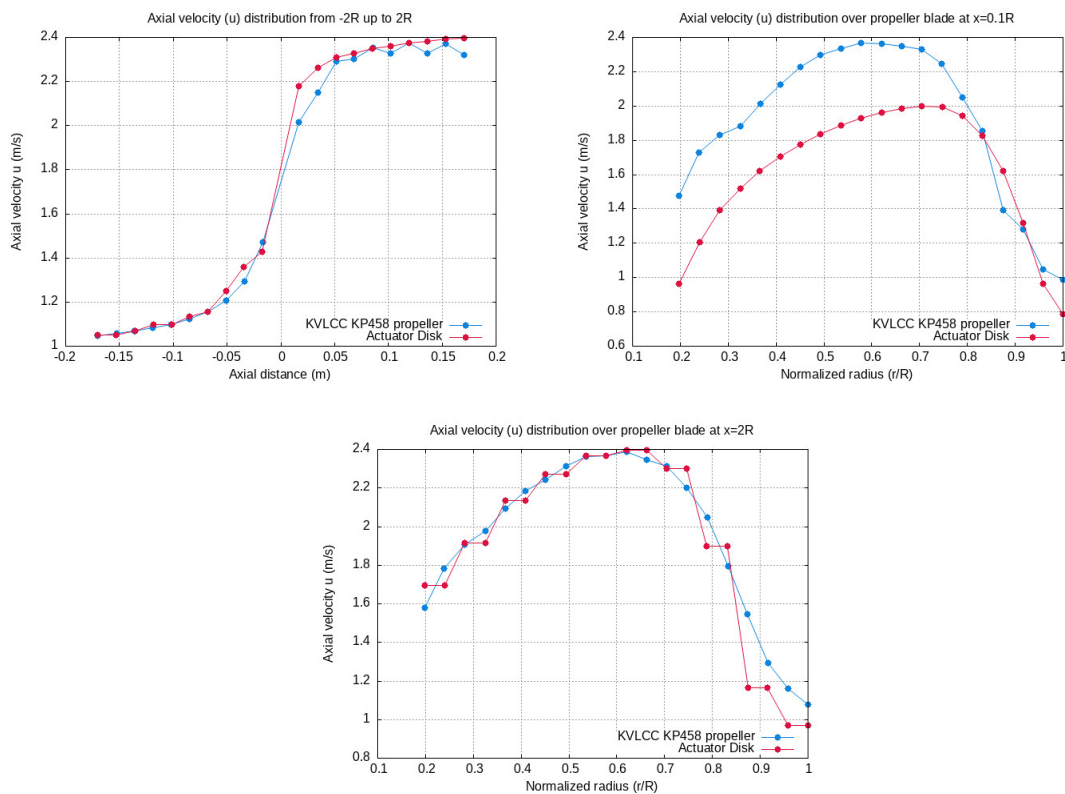 Axial velocity (u) distribution from -2R up to 2R
2.4
2.2
2
1.8
1.6
1.4
1.2
1
Axial velocity u (m/s)
KVLCC KP458 propeller
Actuator Disk
-0.2 -0.15 -0.1 -0.05 0 0.05 0.1 0.15 0.2
Axial distance (m)
Axial velocity (u) distribution over propeller blade at x=0.1R
2.4
2.2
2
1.8
1.6
1.4
1.2
1
0.8
0.6
Axial velocity u (m/s)
KVLCC KP458 propeller
Actuator Disk
0.1 0.2 0.3 0.4 0.5 0.6 0.7 0.8 0.9 1
Normalized radius (r/R)
Axial velocity (u) distribution over propeller blade at x=2R
2.4
2.2
2
1.8
1.6
1.4
1.2
1
0.8
Axial velocity u (m/s)
KVLCC KP458 propeller
Actuator Disk
0.1 0.2 0.3 0.4 0.5 0.6 0.7 0.8 0.9 1
Normalized radius (r/R)